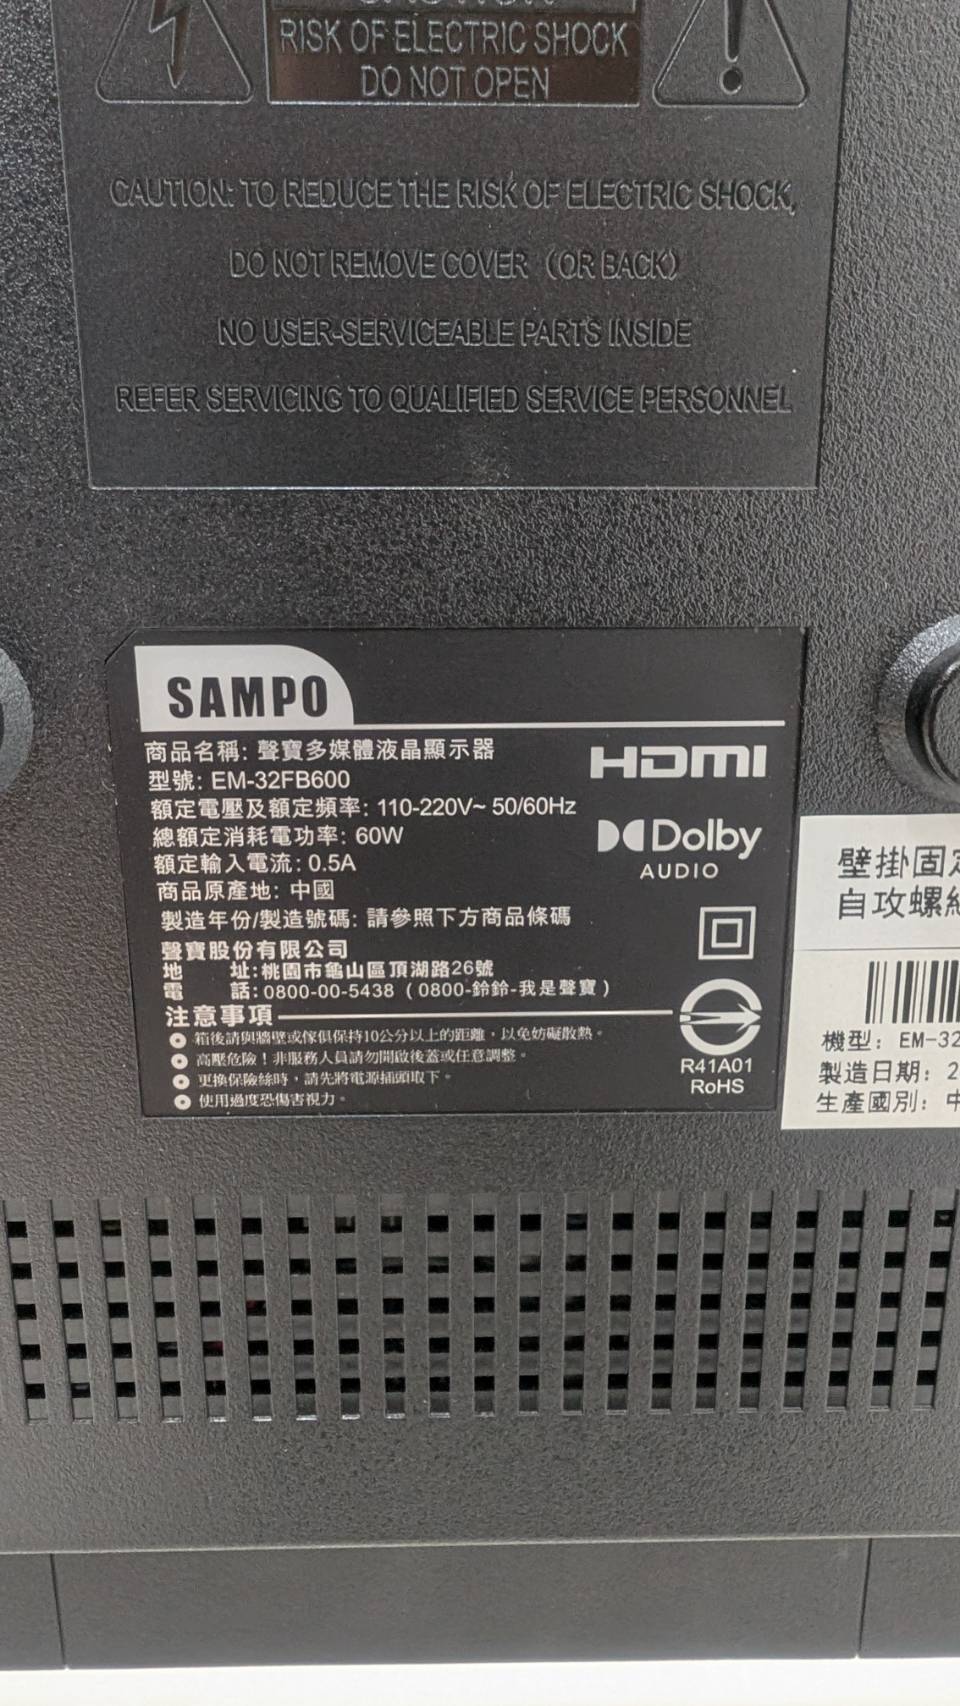 RISK OF ELECTRIC SHOCK
DO NOT OPEN
CAUTION: TO REDUCE THE RISK OF ELECTRIC SHOCK,
DO NOT REMOVE COVER (OR BACK)
NO USER-SERVICEABLE PARTS INSIDE
REFER SERVICING TO QUALIFIED SERVICE PERSONNEL
SAMPO
商品名稱: 聲寶多媒體液晶顯示器
型號: EM-32FB600
額定電壓及額定頻率: 110-220V~ 50/60Hz
總額定消耗電功率: 60W
額定輸入電流: 0.5A
商品原產地: 中國
製造年份/製造號碼: 請參照下方商品條碼
聲寶股份有限公司
地 址:桃園市龜山區頂湖路26號
電 話:0800-00-5438 (0800-鈴鈴-我是聲寶)
注意事項
箱後請與牆壁或傢俱保持10公分以上的距離,以免妨礙散熱。
高壓危險!非服務人員請勿開啟後蓋或任意調整。
更換保險絲時,請先將電源插頭取下。
使用過度恐傷害視力。
HDMI
Dolby
AUDIO
R41A01
RoHS
壁掛固
自攻螺
機型: EM-32
製造日期: 2
生產國別: 中